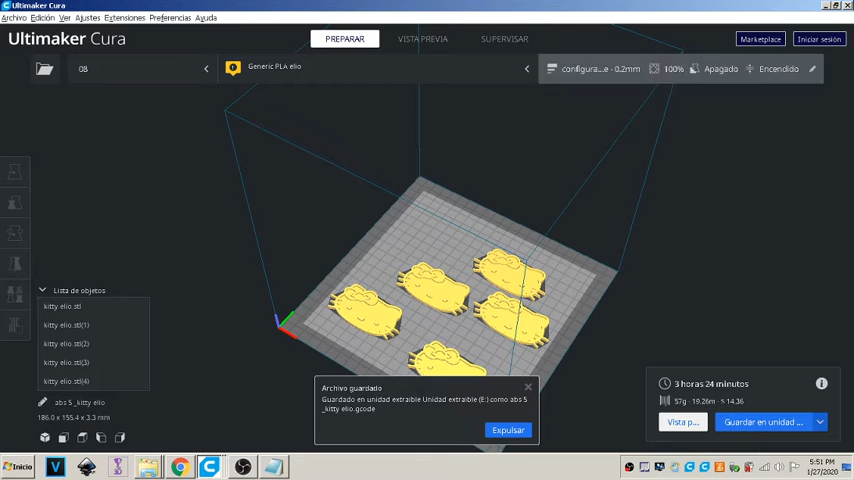 Ultimaker Cura
Archivo Edición Ver Ajustes Extensiones Preferencias Ayuda
Ultimaker Cura
PREPARAR
VISTA PREVIA
SUPERVISAR
Marketplace
Iniciar sesión
08
Generic PLA elio
configura...e - 0.2mm
100%
Apagado
Encendido
Lista de objetos
kitty elio.stl
kitty elio.stl(1)
kitty elio.stl(2)
kitty elio.stl(3)
kitty elio.stl(4)
abs 5 _kitty elio
186.0 x 155.4 x 3.3 mm
Archivo guardado
Guardado en unidad extraíble Unidad extraíble (E:) como abs 5
_kitty elio.gcode
Expulsar
3 horas 24 minutos
57g · 19.26m · $ 14.36
Vista p...
Guardar en unidad ...
Inicio
5:51 PM
1/27/2020